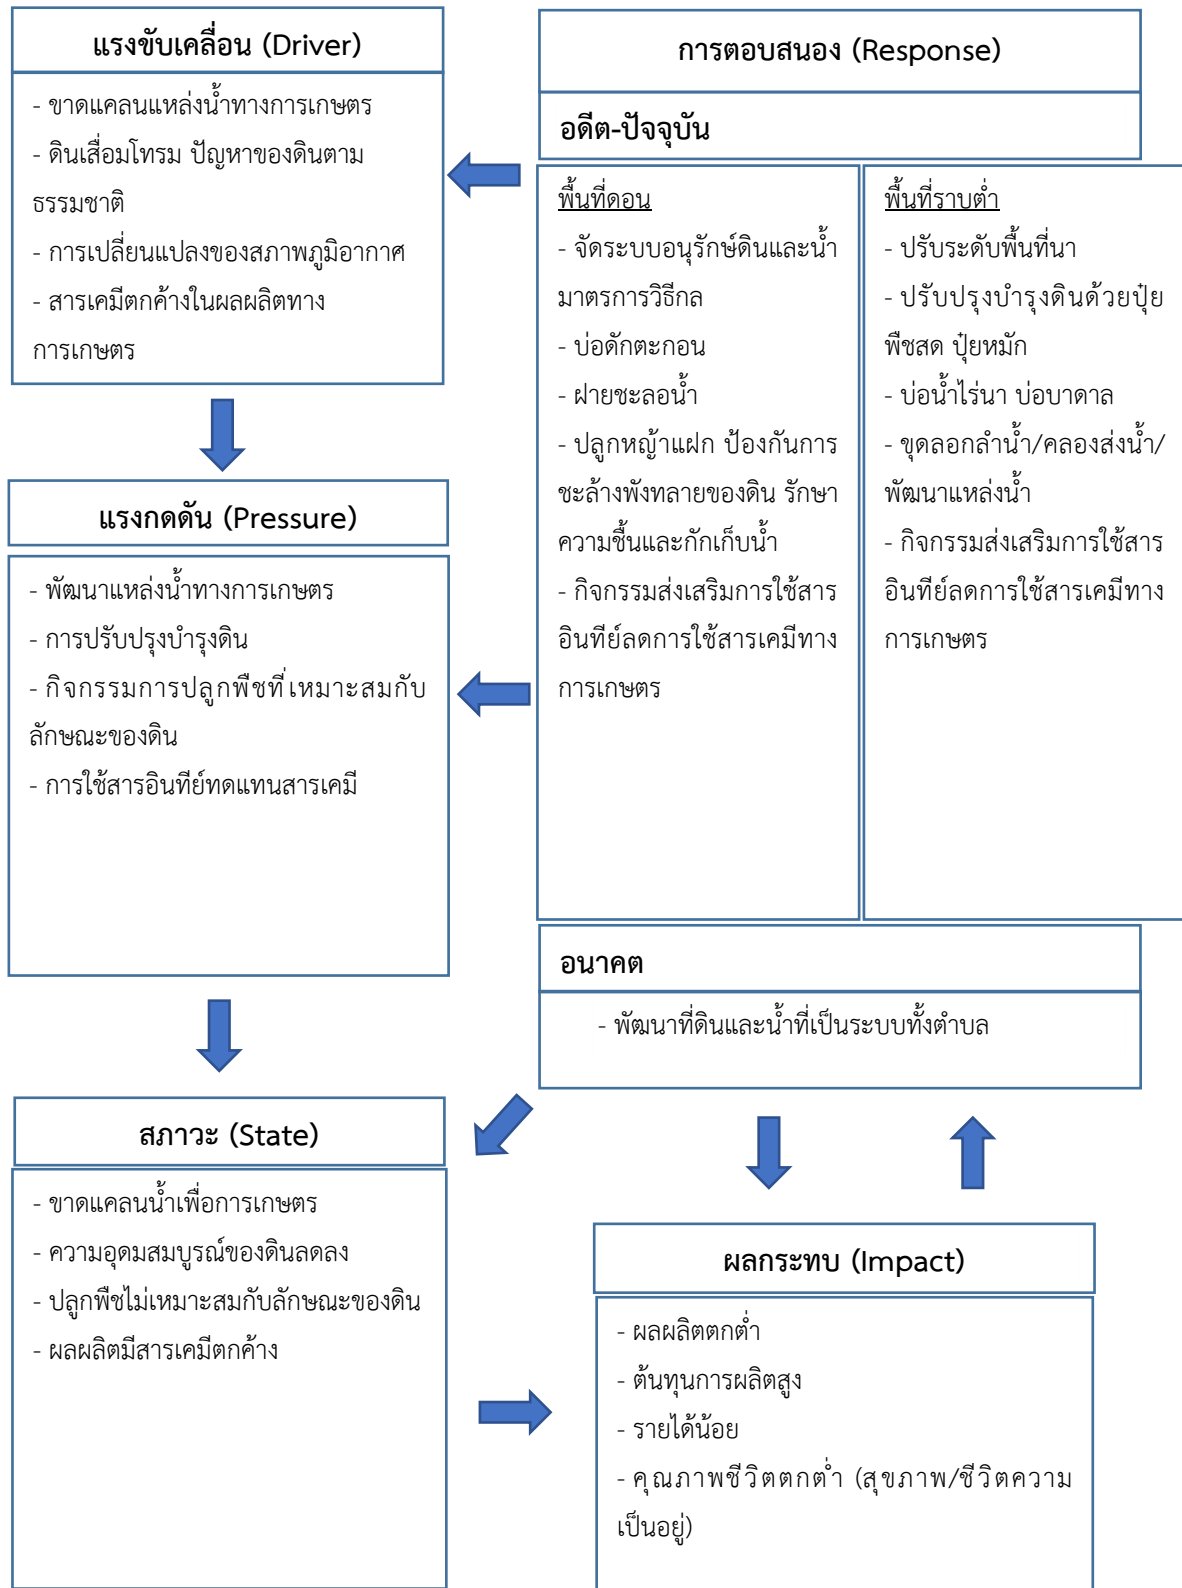 แรงขับเคลื่อน (Driver)
- ขาดแคลนแหล่งน้ำทางการเกษตร
- ดินเสื่อมโทรม ปัญหาของดินตาม
ธรรมชาติ
- การเปลี่ยนแปลงของสภาพภูมิอากาศ
- สารเคมีตกค้างในผลผลิตทาง
การเกษตร
แรงกดดัน (Pressure)
- พัฒนาแหล่งน้ำทางการเกษตร
- การปรับปรุงบำรุงดิน
- กิจกรรมการปลูกพืชที่เหมาะสมกับ
ลักษณะของดิน
- การใช้สารอินทีย์ทดแทนสารเคมี
สภาวะ (State)
- ขาดแคลนน้ำเพื่อการเกษตร
- ความอุดมสมบูรณ์ของดินลดลง
- ปลูกพืชไม่เหมาะสมกับลักษณะของดิน
- ผลผลิตมีสารเคมีตกค้าง
การตอบสนอง (Response)
อดีต-ปัจจุบัน
พื้นที่ดอน
- จัดระบบอนุรักษ์ดินและน้ำ
มาตรการวิธีกล
- บ่อดักตะกอน
- ฝายชะลอน้ำ
- ปลูกหญ้าแฝก ป้องกันการ
ชะล้างพังทลายของดิน รักษา
ความชื้นและกักเก็บน้ำ
- กิจกรรมส่งเสริมการใช้สาร
อินทีย์ลดการใช้สารเคมีทาง
การเกษตร
พื้นที่ราบต่ำ
- ปรับระดับพื้นที่นา
- ปรับปรุงบำรุงดินด้วยปุ๋ย
พืชสด ปุ๋ยหมัก
- บ่อน้ำไร่นา บ่อบาดาล
- ขุดลอกลำน้ำ/คลองส่งน้ำ/
พัฒนาแหล่งน้ำ
- กิจกรรมส่งเสริมการใช้สาร
อินทีย์ลดการใช้สารเคมีทาง
การเกษตร
อนาคต
- พัฒนาที่ดินและน้ำที่เป็นระบบทั้งตำบล
ผลกระทบ (Impact)
- ผลผลิตตกต่ำ
- ต้นทุนการผลิตสูง
- รายได้น้อย
- คุณภาพชีวิตตกต่ำ (สุขภาพ/ชีวิตความ
เป็นอยู่)